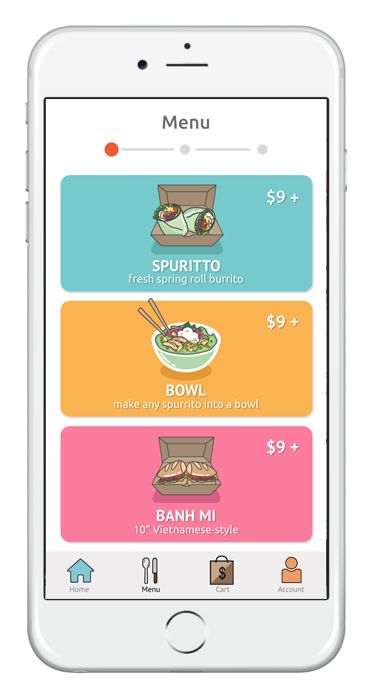 Menu
$9 +
SPURITTO
fresh spring roll burrito
$9 +
BOWL
make any spurrito into a bowl
$9 +
BANH MI
10" Vietnamese-style
$
Home
Menu
Cart
Account